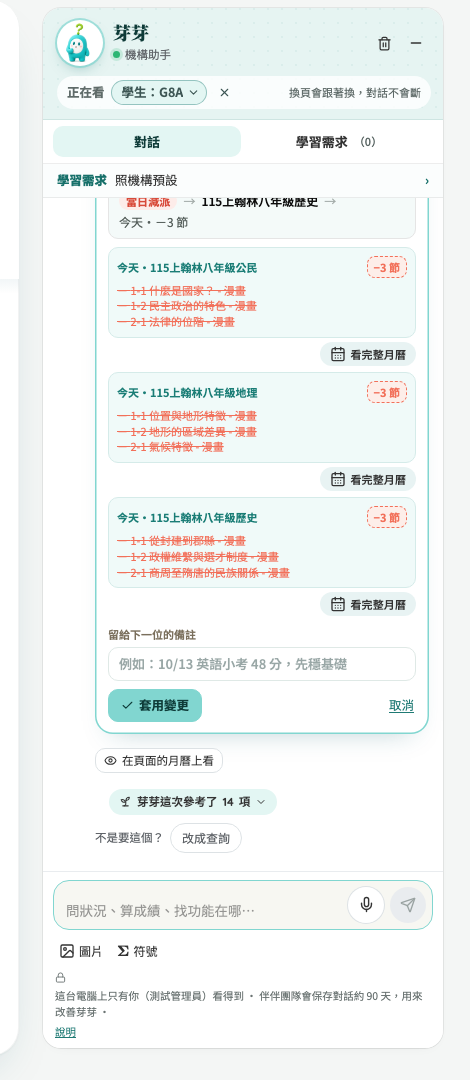 芽芽
機構助手
正在看 學生：G8A × 換頁會跟著換，對話不會斷
對話 學習需求 （0）
學習需求 照機構預設 ›
當日減派 → 115上翰林八年級歷史 →
今天・−3 節
今天・115上翰林八年級公民 −3 節
一 1-1 什麼是國家？ - 漫畫
一 1-2 民主政治的特色 - 漫畫
一 2-1 法律的位階 - 漫畫
看完整月曆
今天・115上翰林八年級地理 −3 節
一 1-1 位置與地形特徵 - 漫畫
一 1-2 地形的區域差異 - 漫畫
一 2-1 氣候特徵 - 漫畫
看完整月曆
今天・115上翰林八年級歷史 −3 節
一 1-1 從封建到郡縣 - 漫畫
一 1-2 政權維繫與選才制度 - 漫畫
一 2-1 商周至隋唐的民族關係 - 漫畫
看完整月曆
留給下一位的備註
例如：10/13 英語小考 48 分，先穩基礎
套用變更 取消
在頁面的月曆上看
芽芽這次參考了 14 項
不是要這個？ 改成查詢
問狀況、算成績、找功能在哪…
圖片 Σ 符號
這台電腦上只有你（測試管理員）看得到 · 伴伴團隊會保存對話約 90 天，用來
改善芽芽 ·
說明